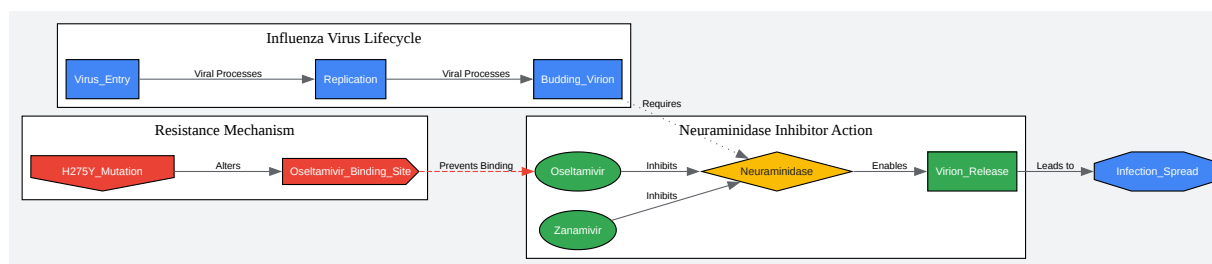 Influenza Virus Lifecycle
Virus_Entry
Viral Processes
Replication
Viral Processes
Budding_Virion
Requires
Resistance Mechanism
H275Y_Mutation
Alters
Oseltamivir_Binding_Site
Prevents Binding
Neuraminidase Inhibitor Action
Oseltamivir
Inhibits
Zanamivir
Inhibits
Neuraminidase
Enables
Virion_Release
Leads to
Infection_Spread